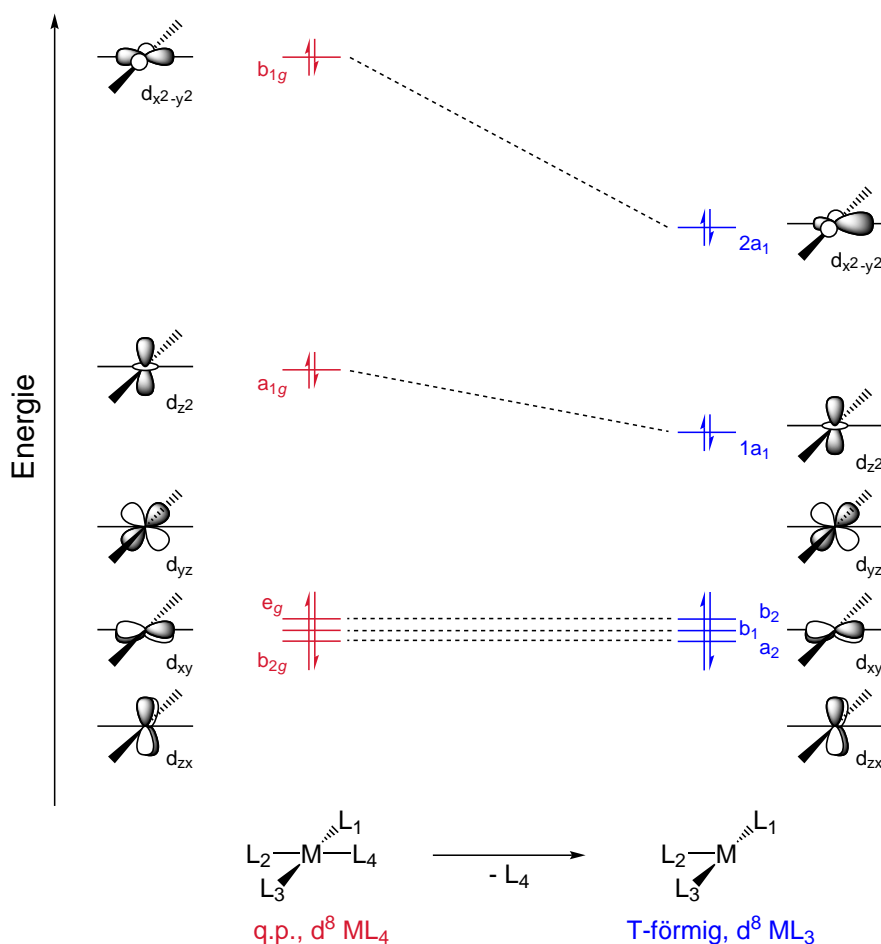 Energie
b1g
dx2-y2
2a1
dx2-y2
a1g
dz2
1a1
dz2
dyz
dyz
eg
b2
b1
a2
b2g
dxy
dxy
dzx
dzx
L1
L2 M L4
L3
- L4
L1
L2 M
L3
q.p., d8 ML4
T-förmig, d8 ML3